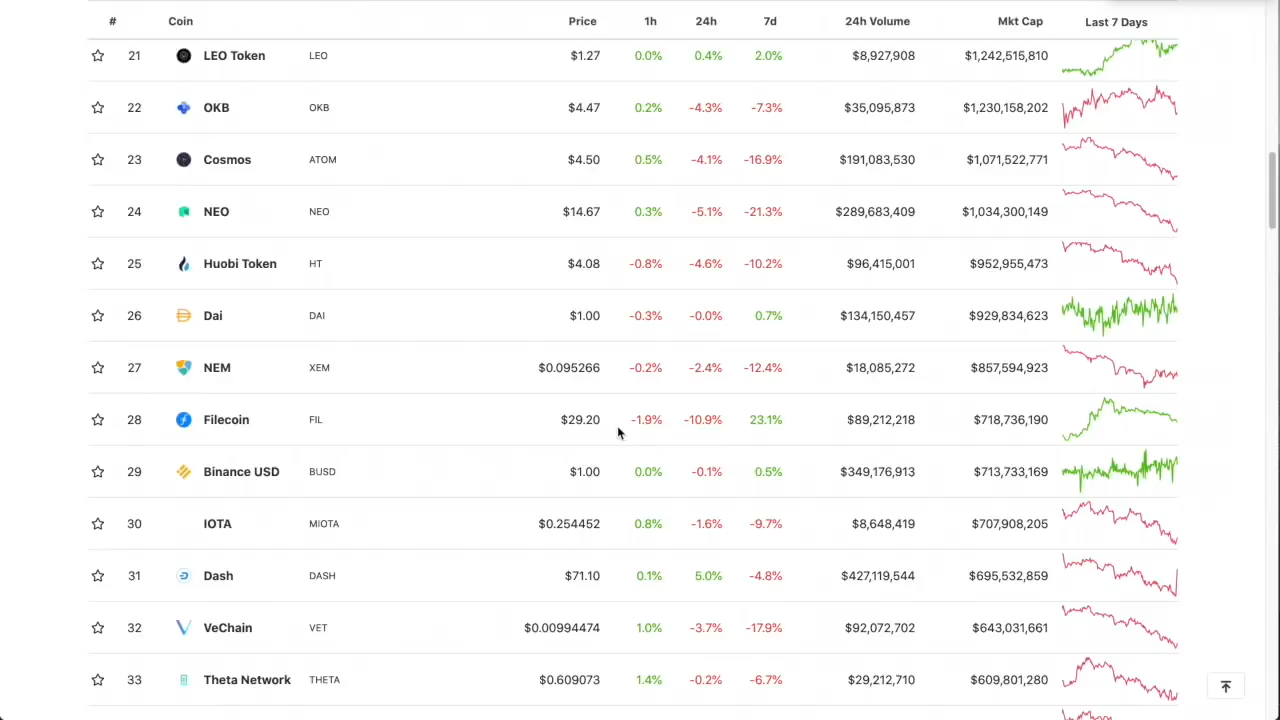 # Coin Price 1h 24h 7d 24h Volume Mkt Cap Last 7 Days
21 LEO Token LEO $1.27 0.0% 0.4% 2.0% $8,927,908 $1,242,515,810
22 OKB OKB $4.47 0.2% -4.3% -7.3% $35,095,873 $1,230,158,202
23 Cosmos ATOM $4.50 0.5% -4.1% -16.9% $191,083,530 $1,071,522,771
24 NEO NEO $14.67 0.3% -5.1% -21.3% $289,683,409 $1,034,300,149
25 Huobi Token HT $4.08 -0.8% -4.6% -10.2% $96,415,001 $952,955,473
26 Dai DAI $1.00 -0.3% -0.0% 0.7% $134,150,457 $929,834,623
27 NEM XEM $0.095266 -0.2% -2.4% -12.4% $18,085,272 $857,594,923
28 Filecoin FIL $29.20 -1.9% -10.9% 23.1% $89,212,218 $718,736,190
29 Binance USD BUSD $1.00 0.0% -0.1% 0.5% $349,176,913 $713,733,169
30 IOTA MIOTA $0.254452 0.8% -1.6% -9.7% $8,648,419 $707,908,205
31 Dash DASH $71.10 0.1% 5.0% -4.8% $427,119,544 $695,532,859
32 VeChain VET $0.00994474 1.0% -3.7% -17.9% $92,072,702 $643,031,661
33 Theta Network THETA $0.609073 1.4% -0.2% -6.7% $29,212,710 $609,801,280